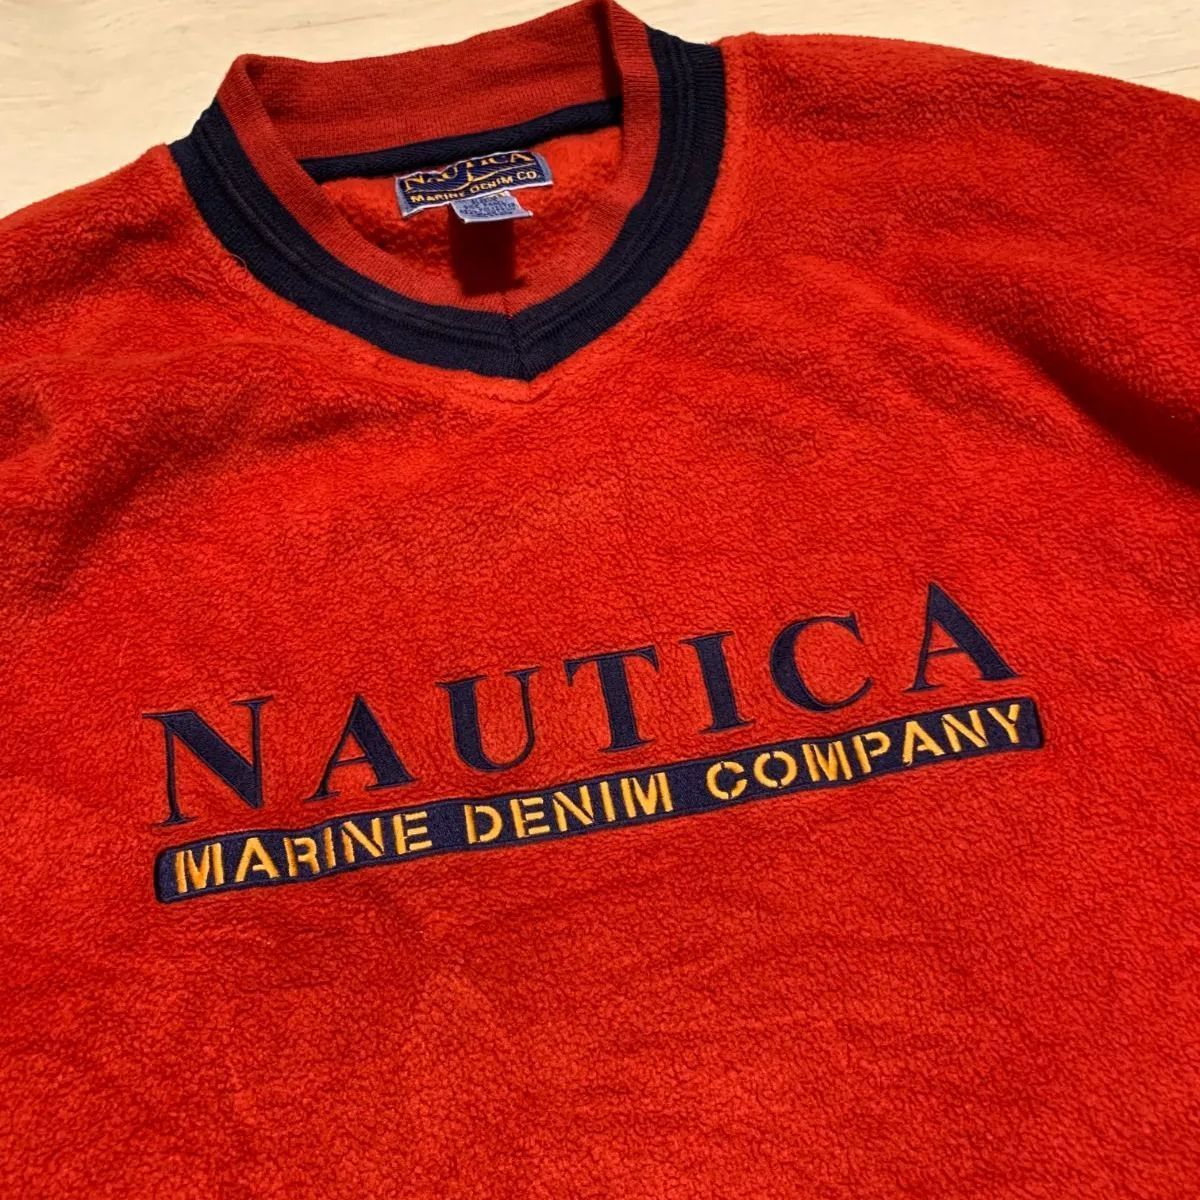 NAUTICA
MARINE DENIM CO.
NAUTICA
MARINE DENIM COMPANY